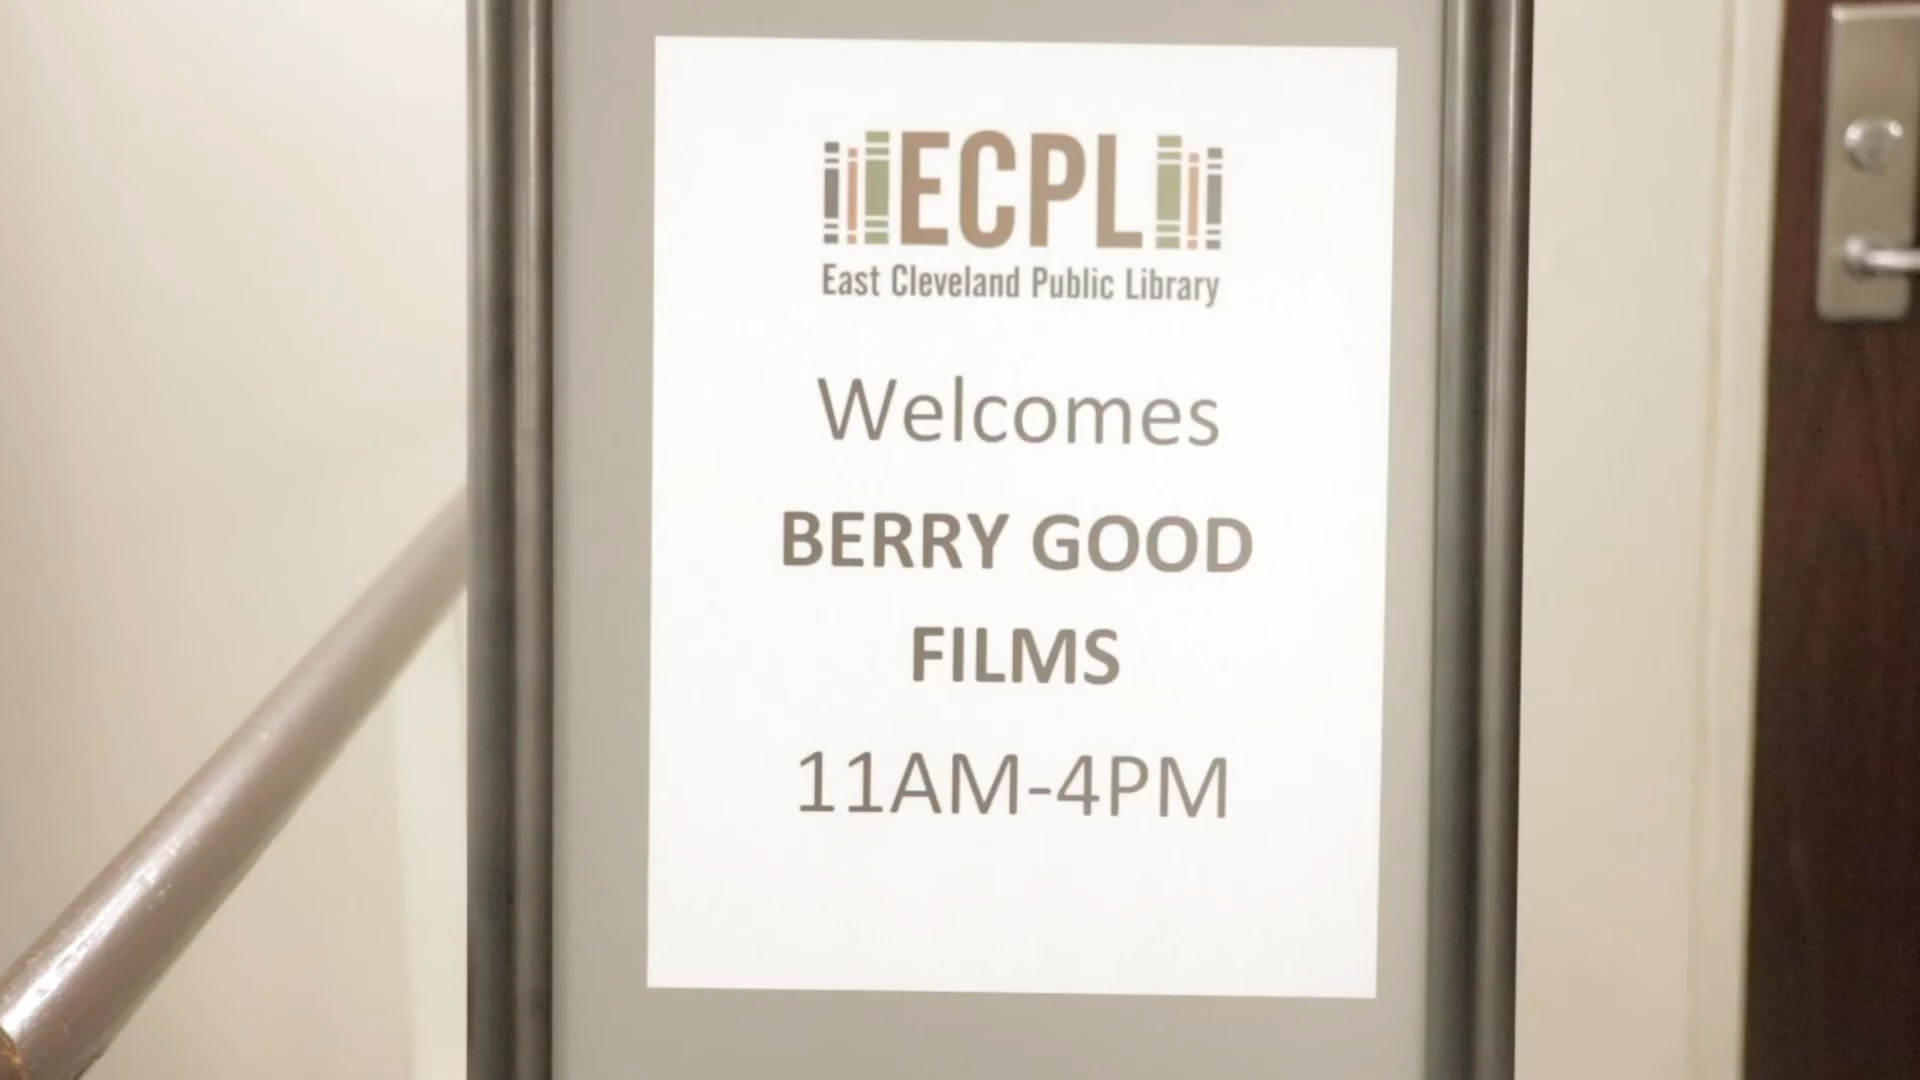 ECPL
East Cleveland Public Library
Welcomes
BERRY GOOD
FILMS
11AM-4PM